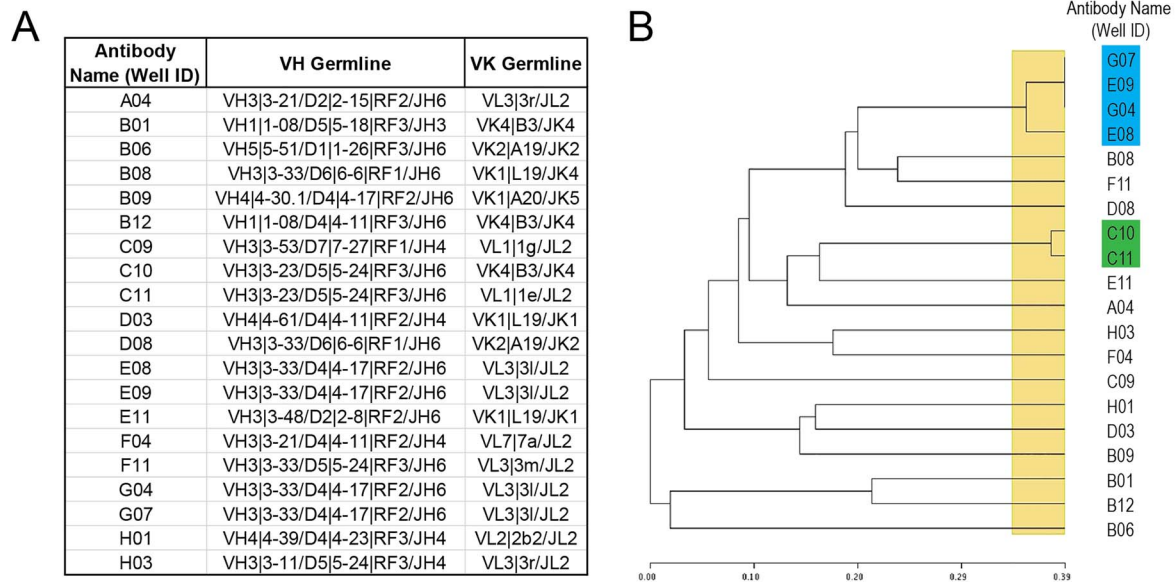 A
Antibody Name (Well ID) VH Germline VK Germline
A04 VH3|3-21/D2|2-15|RF2/JH6 VL3|3r/JL2
B01 VH1|1-08/D5|5-18|RF3/JH3 VK4|B3/JK4
B06 VH5|5-51/D1|1-26|RF3/JH6 VK2|A19/JK2
B08 VH3|3-33/D6|6-6|RF1/JH6 VK1|L19/JK4
B09 VH4|4-30.1/D4|4-17|RF2/JH6 VK1|A20/JK5
B12 VH1|1-08/D4|4-11|RF3/JH6 VK4|B3/JK4
C09 VH3|3-53/D7|7-27|RF1/JH4 VL1|1g/JL2
C10 VH3|3-23/D5|5-24|RF3/JH6 VK4|B3/JK4
C11 VH3|3-23/D5|5-24|RF3/JH6 VL1|1e/JL2
D03 VH4|4-61/D4|4-11|RF2/JH4 VK1|L19/JK1
D08 VH3|3-33/D6|6-6|RF1/JH6 VK2|A19/JK2
E08 VH3|3-33/D4|4-17|RF2/JH6 VL3|3l/JL2
E09 VH3|3-33/D4|4-17|RF2/JH6 VL3|3l/JL2
E11 VH3|3-48/D2|2-8|RF2/JH6 VK1|L19/JK1
F04 VH3|3-21/D4|4-11|RF2/JH4 VL7|7a/JL2
F11 VH3|3-33/D5|5-24|RF3/JH6 VL3|3m/JL2
G04 VH3|3-33/D4|4-17|RF2/JH6 VL3|3l/JL2
G07 VH3|3-33/D4|4-17|RF2/JH6 VL3|3l/JL2
H01 VH4|4-39/D4|4-23|RF3/JH4 VL2|2b2/JL2
H03 VH3|3-11/D5|5-24|RF3/JH4 VL3|3r/JL2
B
Antibody Name
(Well ID)
G07
E09
G04
E08
B08
F11
D08
C10
C11
E11
A04
H03
F04
C09
H01
D03
B09
B01
B12
B06
0.00 0.10 0.20 0.29 0.39